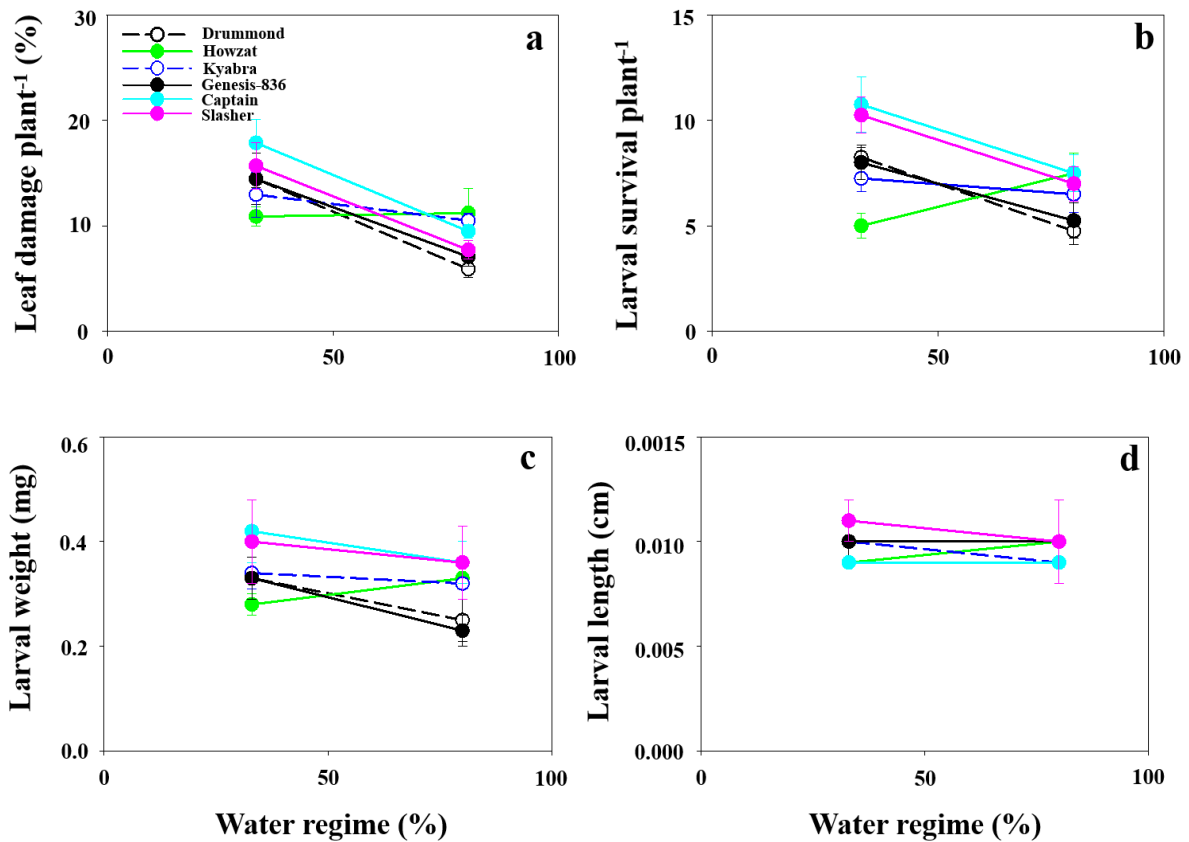 Leaf damage plant⁻¹ (%)
30
20
10
0
0
50
100
a
Drummond
Howzat
Kyabra
Genesis-836
Captain
Slasher
Larval survival plant⁻¹
15
10
5
0
0
50
100
b
Larval weight (mg)
0.6
0.4
0.2
0.0
0
50
100
c
Water regime (%)
Larval length (cm)
0.0015
0.010
0.005
0.000
0
50
100
d
Water regime (%)